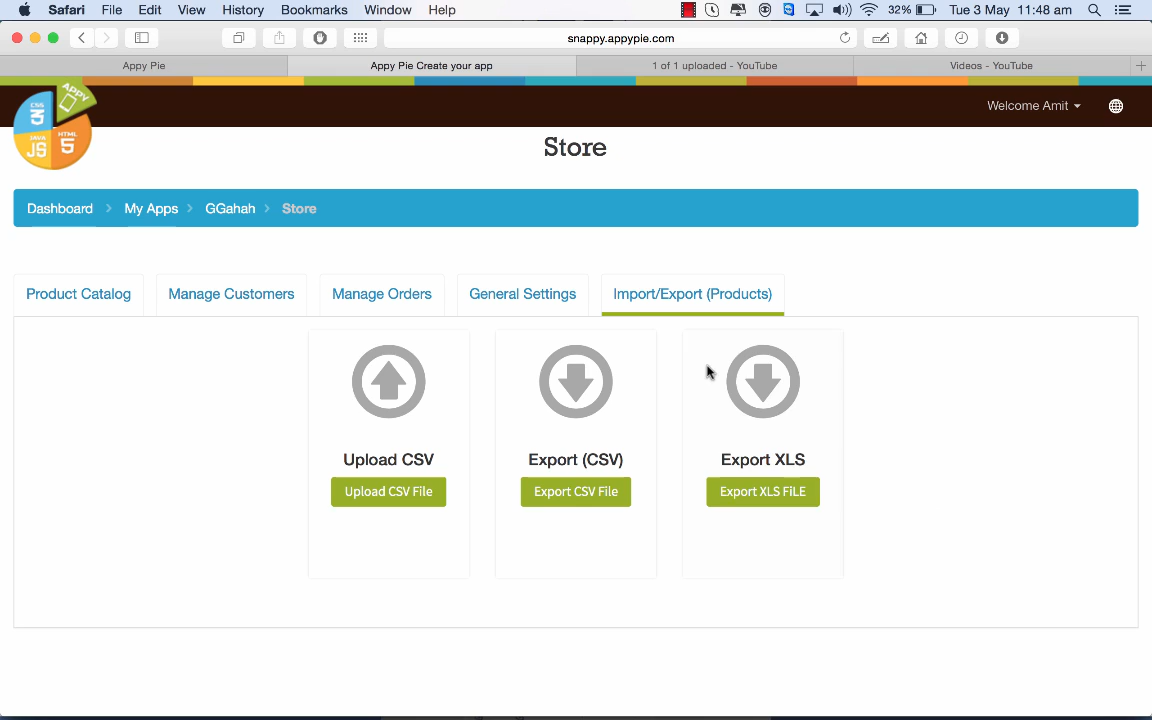 Safari File Edit View History Bookmarks Window Help 32% Tue 3 May 11:48 am
snappy.appypie.com
Appy Pie Appy Pie Create your app 1 of 1 uploaded - YouTube Videos - YouTube
APPY
CSS 3
HTML 5
JAVA JS
Welcome Amit
Store
Dashboard > My Apps > GGahah > Store
Product Catalog Manage Customers Manage Orders General Settings Import/Export (Products)
Upload CSV Export (CSV) Export XLS
Upload CSV File Export CSV File Export XLS FiLE